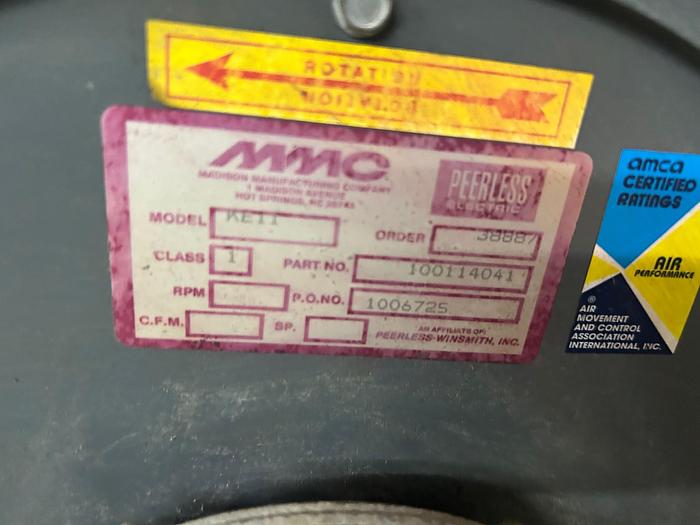 ROTATION
ROTATION
MMC
MADISON MANUFACTURING COMPANY
1 MADISON AVENUE
HOT SPRINGS, NC 28743
PEERLESS
ELECTRIC
MODEL KE11
ORDER 38887
CLASS 1
PART NO. 100114041
RPM
P.O.NO. 1006725
C.F.M.
SP.
AN AFFILIATE OF:
PEERLESS-WINSMITH, INC.
amca
CERTIFIED
RATINGS
AIR
PERFORMANCE
®
AIR
MOVEMENT
AND CONTROL
ASSOCIATION
INTERNATIONAL, INC.